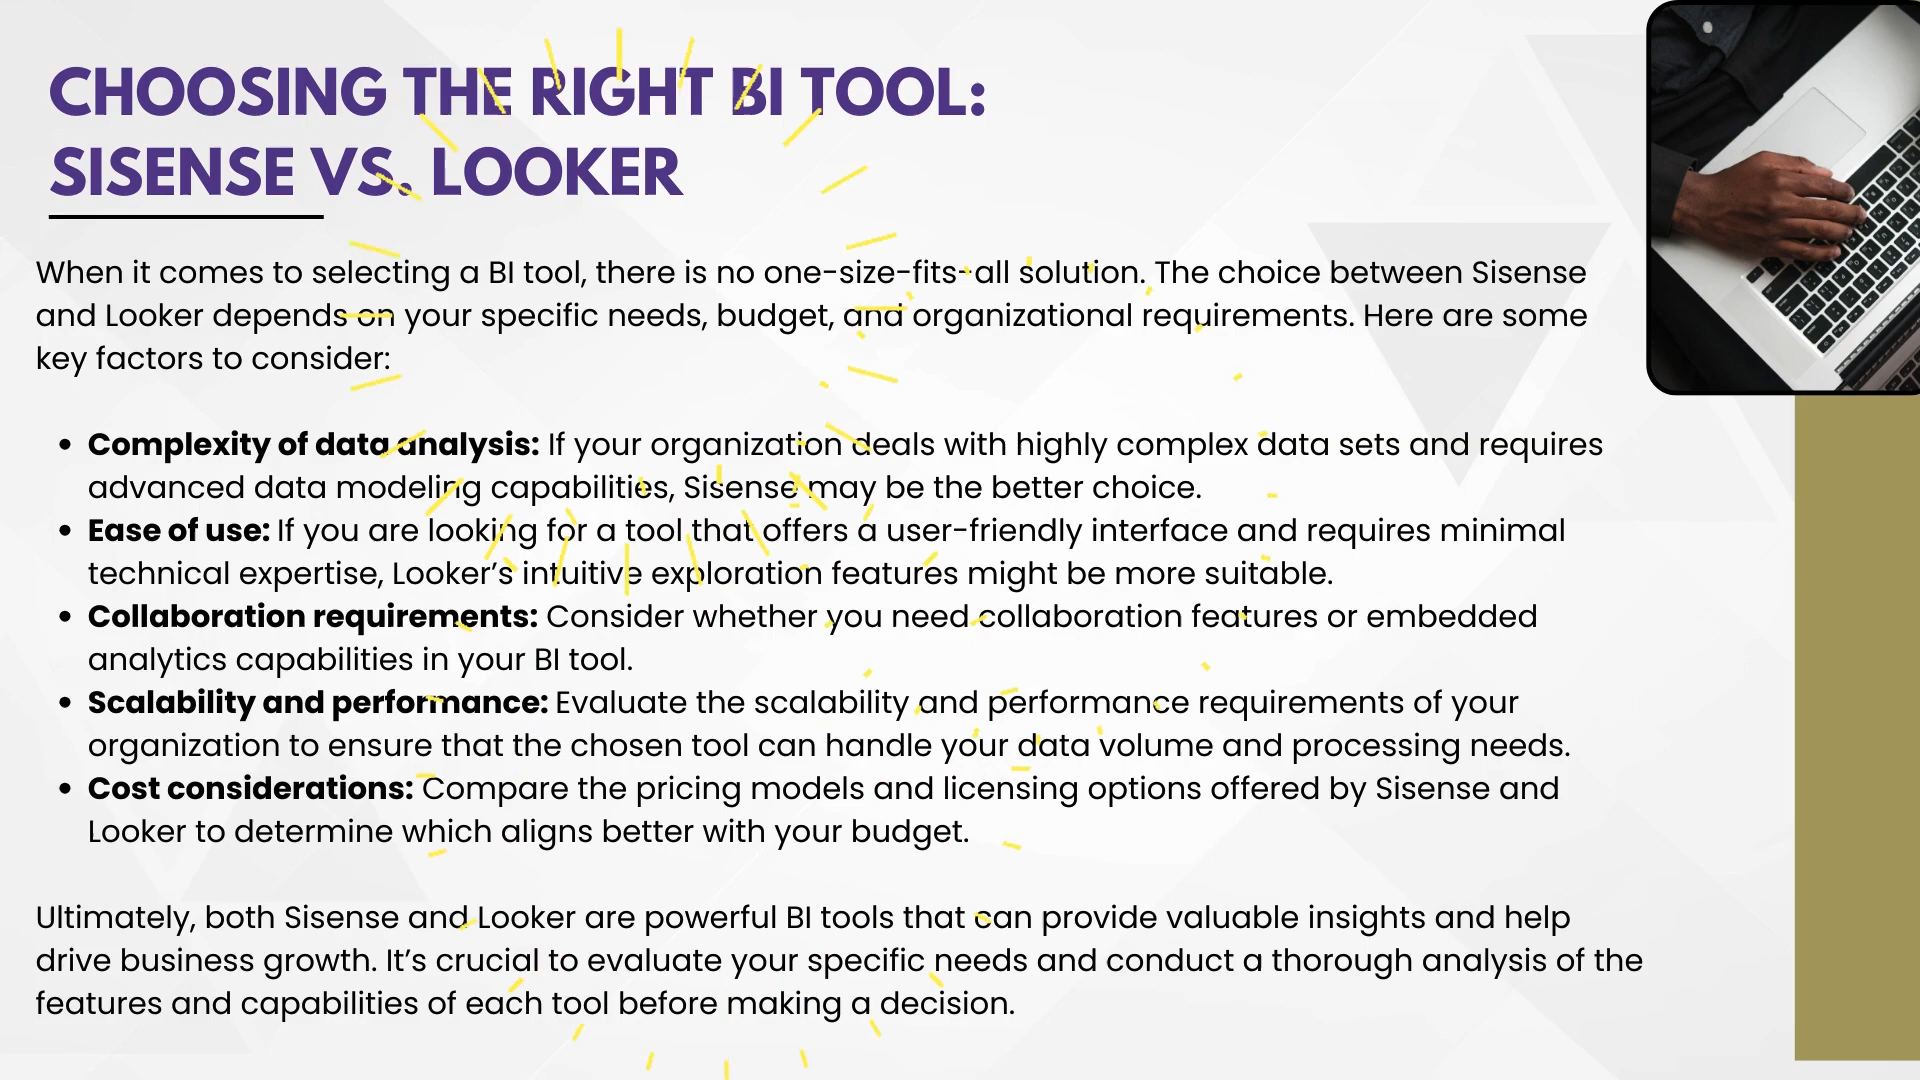 CHOOSING THE RIGHT BI TOOL:
SISENSE VS. LOOKER
When it comes to selecting a BI tool, there is no one-size-fits-all solution. The choice between Sisense
and Looker depends on your specific needs, budget, and organizational requirements. Here are some
key factors to consider:
• Complexity of data analysis: If your organization deals with highly complex data sets and requires
advanced data modeling capabilities, Sisense may be the better choice.
• Ease of use: If you are looking for a tool that offers a user-friendly interface and requires minimal
technical expertise, Looker’s intuitive exploration features might be more suitable.
• Collaboration requirements: Consider whether you need collaboration features or embedded
analytics capabilities in your BI tool.
• Scalability and performance: Evaluate the scalability and performance requirements of your
organization to ensure that the chosen tool can handle your data volume and processing needs.
• Cost considerations: Compare the pricing models and licensing options offered by Sisense and
Looker to determine which aligns better with your budget.
Ultimately, both Sisense and Looker are powerful BI tools that can provide valuable insights and help
drive business growth. It’s crucial to evaluate your specific needs and conduct a thorough analysis of the
features and capabilities of each tool before making a decision.